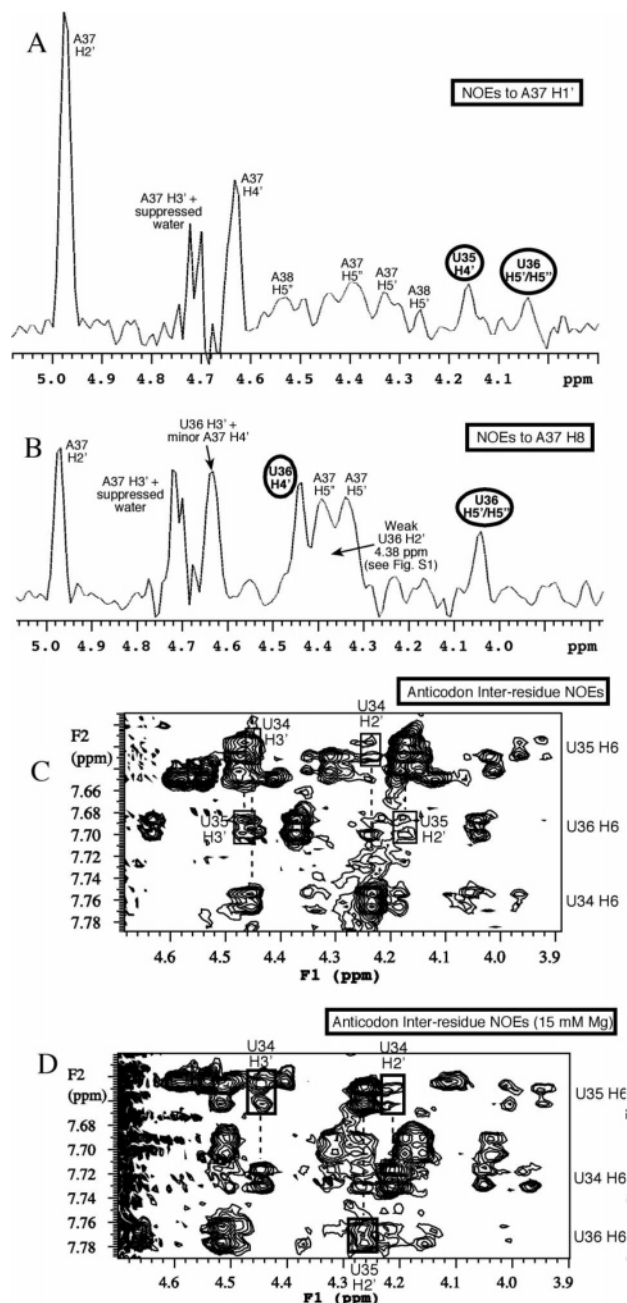 A
A37
H2'
NOEs to A37 H1'
A37 H3' +
suppressed
water
A37
H4'
A38
H5"
A37
H5"
A37
H5'
A38
H5'
U35
H4'
U36
H5'/H5"
5.0 4.9 4.8 4.7 4.6 4.5 4.4 4.3 4.2 4.1 ppm
B
U36 H3' +
minor A37 H4'
NOEs to A37 H8
A37
H2'
A37 H3' +
suppressed
water
U36
H4'
A37
H5"
A37
H5'
U36
H5'/H5"
Weak
U36 H2'
4.38 ppm
(see Fig. S1)
5.0 4.9 4.8 4.7 4.6 4.5 4.4 4.3 4.2 4.1 4.0 ppm
Anticodon Inter-residue NOEs
C
F2
(ppm)
U34
H3'
U34
H2'
U35 H6
7.66
7.68
U35
H3'
U35
H2'
U36 H6
7.70
7.72
7.74
7.76
U34 H6
7.78
4.6 4.5 4.4 4.3 4.2 4.1 4.0 3.9
F1 (ppm)
Anticodon Inter-residue NOEs (15 mM Mg)
D
F2
(ppm)
U34
H3'
U34
H2'
U35 H6
7.68
7.70
7.72
U34 H6
7.74
7.76
U36 H6
7.78
4.6 4.5 4.4 4.3 4.2 4.1 4.0
U35
H2'
F1 (ppm)